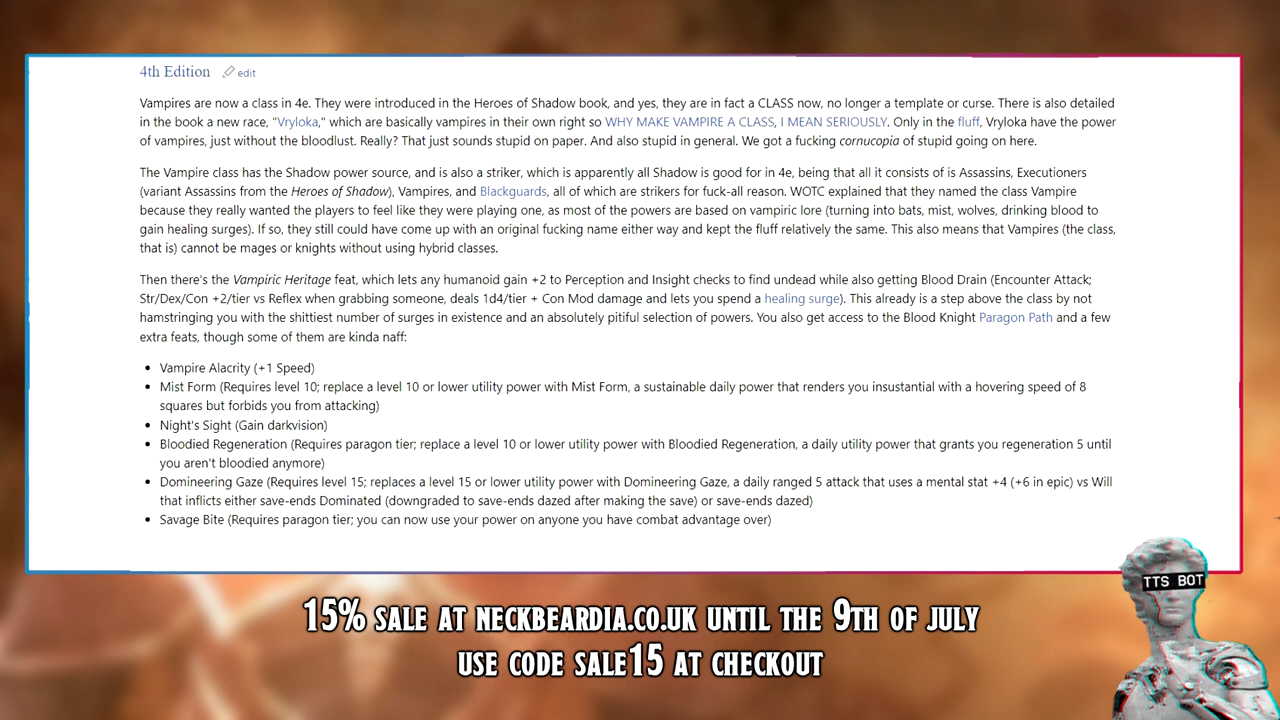 4th Edition edit
Vampires are now a class in 4e. They were introduced in the Heroes of Shadow book, and yes, they are in fact a CLASS now, no longer a template or curse. There is also detailed
in the book a new race, "Vryloka," which are basically vampires in their own right so WHY MAKE VAMPIRE A CLASS, I MEAN SERIOUSLY. Only in the fluff, Vryloka have the power
of vampires, just without the bloodlust. Really? That just sounds stupid on paper. And also stupid in general. We got a fucking cornucopia of stupid going on here.
The Vampire class has the Shadow power source, and is also a striker, which is apparently all Shadow is good for in 4e, being that all it consists of is Assassins, Executioners
(variant Assassins from the Heroes of Shadow), Vampires, and Blackguards, all of which are strikers for fuck-all reason. WOTC explained that they named the class Vampire
because they really wanted the players to feel like they were playing one, as most of the powers are based on vampiric lore (turning into bats, mist, wolves, drinking blood to
gain healing surges). If so, they still could have come up with an original fucking name either way and kept the fluff relatively the same. This also means that Vampires (the class,
that is) cannot be mages or knights without using hybrid classes.
Then there's the Vampiric Heritage feat, which lets any humanoid gain +2 to Perception and Insight checks to find undead while also getting Blood Drain (Encounter Attack;
Str/Dex/Con +2/tier vs Reflex when grabbing someone, deals 1d4/tier + Con Mod damage and lets you spend a healing surge). This already is a step above the class by not
hamstringing you with the shittiest number of surges in existence and an absolutely pitiful selection of powers. You also get access to the Blood Knight Paragon Path and a few
extra feats, though some of them are kinda naff:
• Vampire Alacrity (+1 Speed)
• Mist Form (Requires level 10; replace a level 10 or lower utility power with Mist Form, a sustainable daily power that renders you insustantial with a hovering speed of 8
squares but forbids you from attacking)
• Night's Sight (Gain darkvision)
• Bloodied Regeneration (Requires paragon tier; replace a level 10 or lower utility power with Bloodied Regeneration, a daily utility power that grants you regeneration 5 until
you aren't bloodied anymore)
• Domineering Gaze (Requires level 15; replaces a level 15 or lower utility power with Domineering Gaze, a daily ranged 5 attack that uses a mental stat +4 (+6 in epic) vs Will
that inflicts either save-ends Dominated (downgraded to save-ends dazed after making the save) or save-ends dazed)
• Savage Bite (Requires paragon tier; you can now use your power on anyone you have combat advantage over)
TTS BOT
15% SALE AT NECKBEARDIA.CO.UK UNTIL THE 9TH OF JULY
USE CODE SALE15 AT CHECKOUT